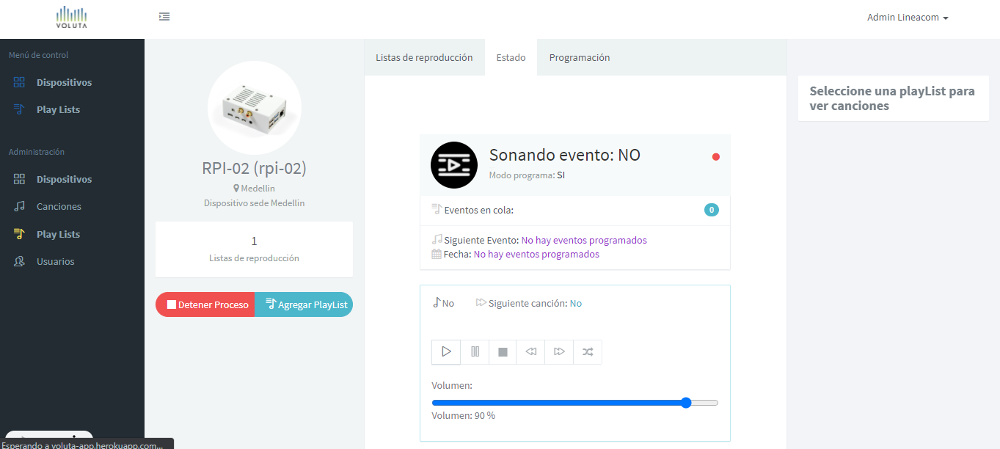 VOLUTA
Admin Lineacom
Menú de control
Dispositivos
Play Lists
Administración
Dispositivos
Canciones
Play Lists
Usuarios
RPI-02 (rpi-02)
Medellin
Dispositivo sede Medellin
1
Listas de reproducción
Detener Proceso
Agregar PlayList
Listas de reproducción
Estado
Programación
Sonando evento: NO
Modo programa: SI
Eventos en cola:
0
Siguiente Evento: No hay eventos programados
Fecha: No hay eventos programados
No
Siguiente canción: No
Volumen:
Volumen: 90 %
Seleccione una playList para
ver canciones
Esperando a voluta-app.herokuapp.com...